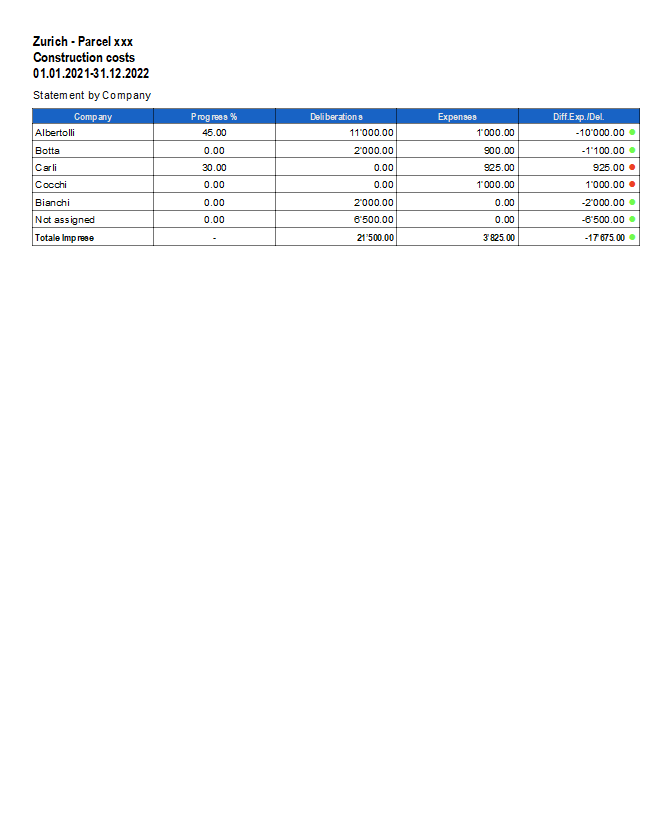 Zurich - Parcel xxx
Construction costs
01.01.2021-31.12.2022
Statement by Company
Company Progress % Deliberations Expenses Diff.Exp./Del.
Albertolli 45.00 11'000.00 1'000.00 -10'000.00
Botta 0.00 2'000.00 900.00 -1'100.00
Carli 30.00 0.00 925.00 925.00
Cocchi 0.00 0.00 1'000.00 1'000.00
Bianchi 0.00 2'000.00 0.00 -2'000.00
Not assigned 0.00 6'500.00 0.00 -6'500.00
Totale Imprese - 21'500.00 3'825.00 -17'675.00